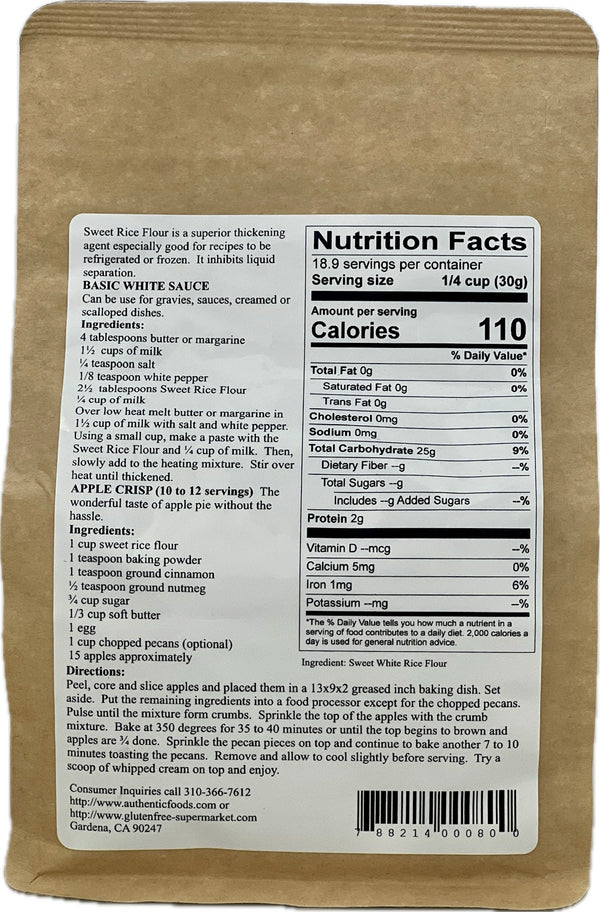 Sweet Rice Flour is a superior thickening
agent especially good for recipes to be
refrigerated or frozen. It inhibits liquid
separation.
BASIC WHITE SAUCE
Can be use for gravies, sauces, creamed or
scalloped dishes.
Ingredients:
4 tablespoons butter or margarine
1½ cups of milk
¼ teaspoon salt
1/8 teaspoon white pepper
2½ tablespoons Sweet Rice Flour
¼ cup of milk
Over low heat melt butter or margarine in
1½ cup of milk with salt and white pepper.
Using a small cup, make a paste with the
Sweet Rice Flour and ¼ cup of milk. Then,
slowly add to the heating mixture. Stir over
heat until thickened.
APPLE CRISP (10 to 12 servings) The
wonderful taste of apple pie without the
hassle.
Ingredients:
1 cup sweet rice flour
1 teaspoon baking powder
1 teaspoon ground cinnamon
½ teaspoon ground nutmeg
¾ cup sugar
1/3 cup soft butter
1 egg
1 cup chopped pecans (optional)
15 apples approximately
Nutrition Facts
18.9 servings per container
Serving size 1/4 cup (30g)
Amount per serving
Calories 110
% Daily Value*
Total Fat 0g 0%
Saturated Fat 0g 0%
Trans Fat 0g
Cholesterol 0mg 0%
Sodium 0mg 0%
Total Carbohydrate 25g 9%
Dietary Fiber --g --%
Total Sugars --g
Includes --g Added Sugars --%
Protein 2g
Vitamin D --mcg --%
Calcium 5mg 0%
Iron 1mg 6%
Potassium --mg --%
*The % Daily Value tells you how much a nutrient in a
serving of food contributes to a daily diet. 2,000 calories a
day is used for general nutrition advice.
Ingredient: Sweet White Rice Flour
Directions:
Peel, core and slice apples and placed them in a 13x9x2 greased inch baking dish. Set
aside. Put the remaining ingredients into a food processor except for the chopped pecans.
Pulse until the mixture form crumbs. Sprinkle the top of the apples with the crumb
mixture. Bake at 350 degrees for 35 to 40 minutes or until the top begins to brown and
apples are ¾ done. Sprinkle the pecan pieces on top and continue to bake another 7 to 10
minutes toasting the pecans. Remove and allow to cool slightly before serving. Try a
scoop of whipped cream on top and enjoy.
Consumer Inquiries call 310-366-7612
http://www.authenticfoods.com or
http://www.glutenfree-supermarket.com
Gardena, CA 90247
7 88214 00080 0